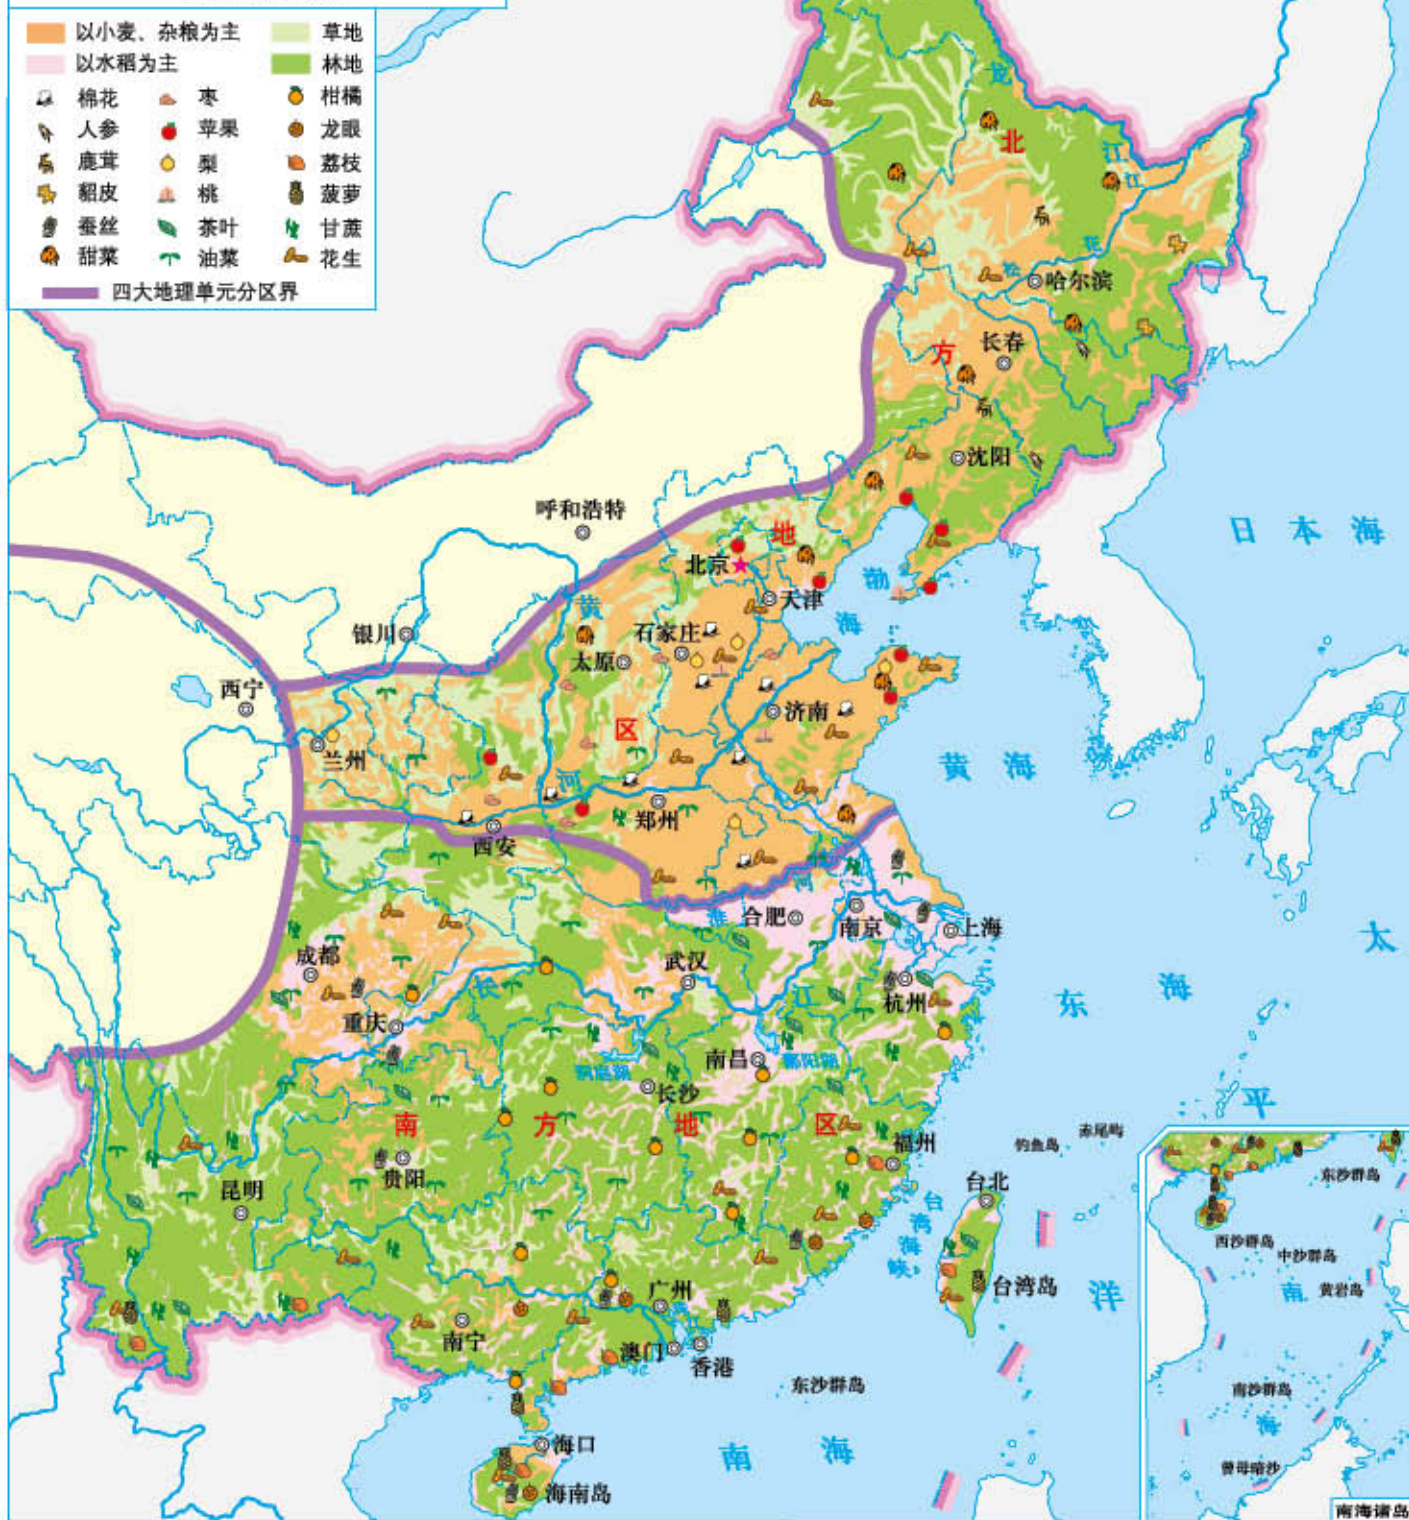 以小麦、杂粮为主
草地
以水稻为主
林地
棉花
枣
柑橘
人参
苹果
龙眼
鹿茸
梨
荔枝
貂皮
桃
菠萝
蚕丝
茶叶
甘蔗
甜菜
油菜
花生
四大地理单元分区界
龙
北
江
江
花
松
哈尔滨
方
长春
沈阳
呼和浩特
地
北京
渤
日本海
黄
天津
海
银川
石家庄
太原
西宁
济南
区
兰州
黄海
河
郑州
西安
河
淮
合肥
南京
上海
太
成都
武汉
长
江
杭州
东海
重庆
南昌
鄱阳湖
洞庭湖
长沙
平
南方地区
赤尾屿
钓鱼岛
福州
贵阳
台北
昆明
台湾海峡
台湾岛
洋
广州
南宁
澳门
香港
东沙群岛
海口
南海
海南岛
东沙群岛
西沙群岛
中沙群岛
南
黄岩岛
南沙群岛
海
曾母暗沙
南海诸岛